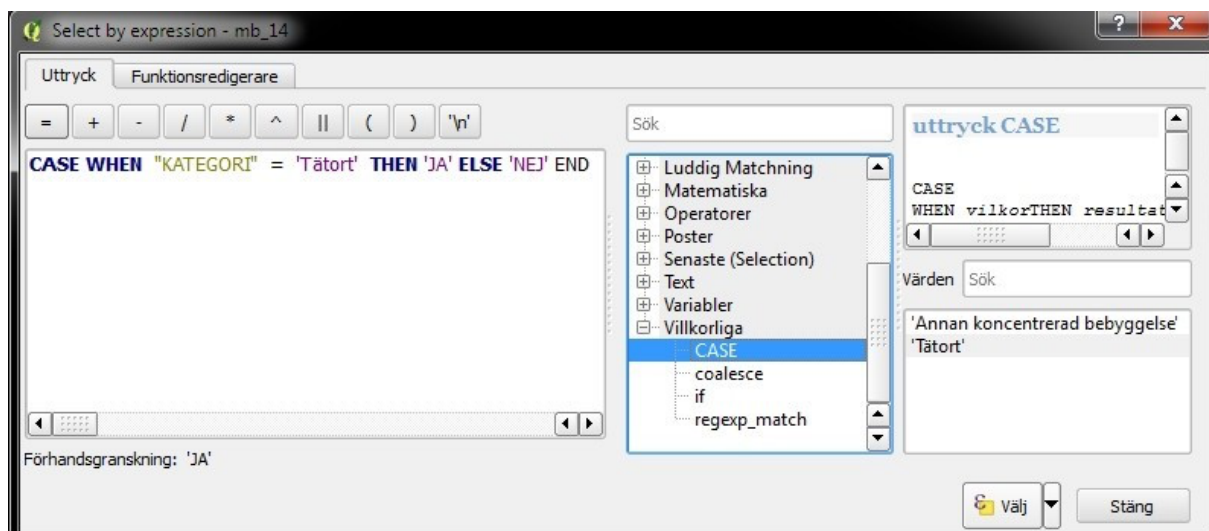 Select by expression - mb_14
?
X
Uttryck
Funktionsredigerare
= + - / * ^ || ( ) '\n'
CASE WHEN "KATEGORI" = 'Tätort' THEN 'JA' ELSE 'NEJ' END
Förhandsgranskning: 'JA'
Sök
Luddig Matchning
Matematiska
Operatorer
Poster
Senaste (Selection)
Text
Variabler
Villkorliga
CASE
coalesce
if
regexp_match
uttryck CASE
CASE
WHEN vilkorTHEN resultat
Värden
Sök
'Annan koncentrerad bebyggelse'
'Tätort'
Välj
Stäng